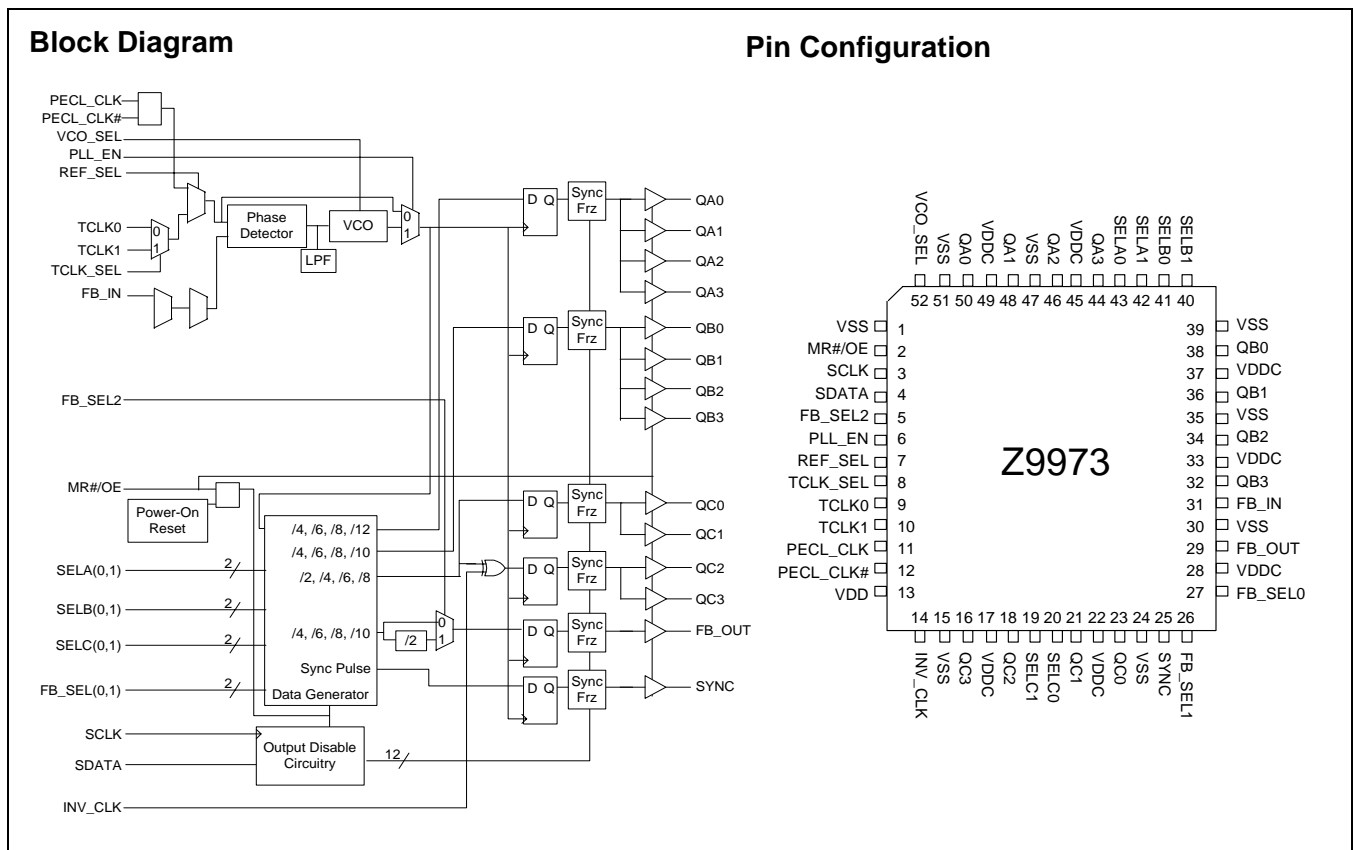 Block Diagram
Pin Configuration
PECL_CLK
PECL_CLK#
VCO_SEL
PLL_EN
REF_SEL
TCLK0
TCLK1
TCLK_SEL
FB_IN
0
1
Phase
Detector
LPF
VCO
0
1
FB_SEL2
MR#/OE
Power-On
Reset
SELA(0,1)
2
SELB(0,1)
2
SELC(0,1)
2
FB_SEL(0,1)
2
SCLK
SDATA
INV_CLK
/4, /6, /8, /12
/4, /6, /8, /10
/2, /4, /6, /8
/4, /6, /8, /10
/2
0
1
Sync Pulse
Data Generator
Output Disable
Circuitry
12
D Q
Sync
Frz
QA0
QA1
QA2
QA3
D Q
Sync
Frz
QB0
QB1
QB2
QB3
D Q
Sync
Frz
QC0
QC1
D Q
Sync
Frz
QC2
QC3
D Q
Sync
Frz
FB_OUT
D Q
Sync
Frz
SYNC
VCO_SEL
VSS
QA0
VDDC
QA1
VSS
QA2
VDDC
QA3
SELA0
SELA1
SELB0
SELB1
52 51 50 49 48 47 46 45 44 43 42 41 40
VSS 1
MR#/OE 2
SCLK 3
SDATA 4
FB_SEL2 5
PLL_EN 6
REF_SEL 7
TCLK_SEL 8
TCLK0 9
TCLK1 10
PECL_CLK 11
PECL_CLK# 12
VDD 13
Z9973
39 VSS
38 QB0
37 VDDC
36 QB1
35 VSS
34 QB2
33 VDDC
32 QB3
31 FB_IN
30 VSS
29 FB_OUT
28 VDDC
27 FB_SEL0
14 15 16 17 18 19 20 21 22 23 24 25 26
INV_CLK
VSS
QC3
VDDC
QC2
SELC1
SELC0
QC1
VDDC
QC0
VSS
SYNC
FB_SEL1